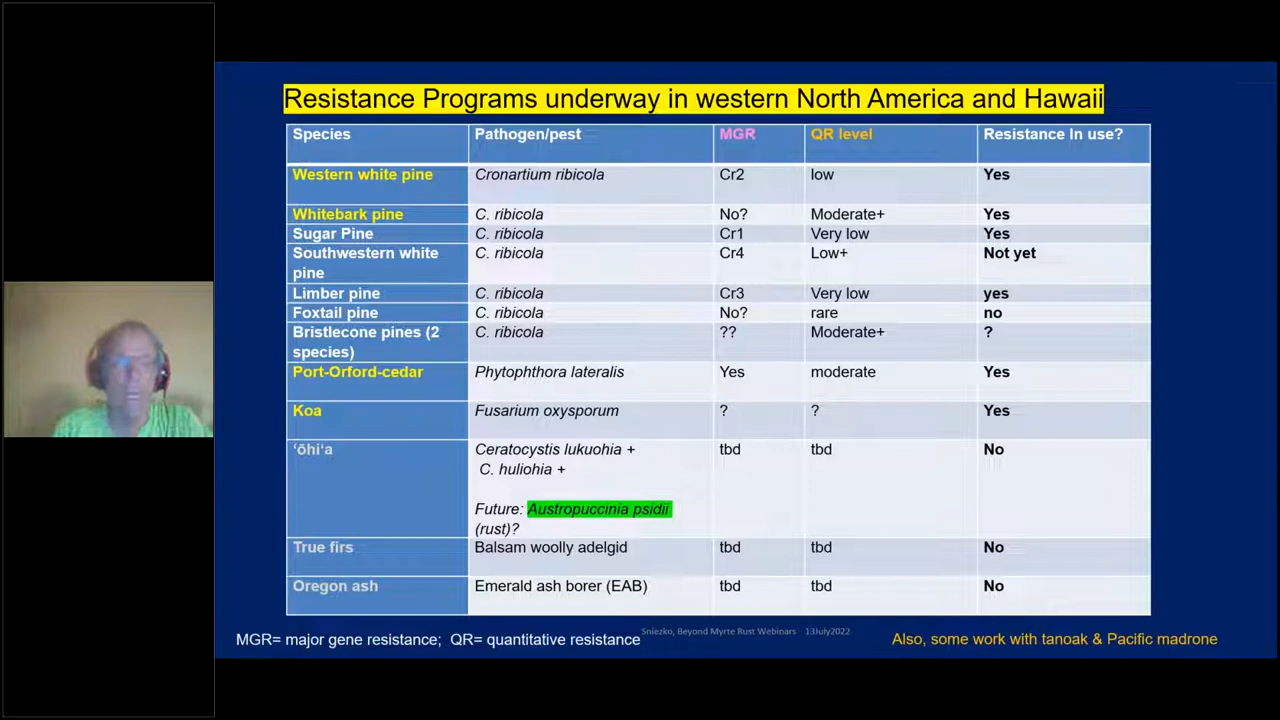 Resistance Programs underway in western North America and Hawaii
Species Pathogen/pest MGR QR level Resistance In use?
Western white pine Cronartium ribicola Cr2 low Yes
Whitebark pine C. ribicola No? Moderate+ Yes
Sugar Pine C. ribicola Cr1 Very low Yes
Southwestern white C. ribicola Cr4 Low+ Not yet
pine
Limber pine C. ribicola Cr3 Very low yes
Foxtail pine C. ribicola No? rare no
Bristlecone pines (2 C. ribicola ?? Moderate+ ?
species)
Port-Orford-cedar Phytophthora lateralis Yes moderate Yes
Koa Fusarium oxysporum ? ? Yes
ʻōhiʻa Ceratocystis lukuohia + tbd tbd No
C. huliohia +
Future: Austropuccinia psidii
(rust)?
True firs Balsam woolly adelgid tbd tbd No
Oregon ash Emerald ash borer (EAB) tbd tbd No
Sniezko, Beyond Myrte Rust Webinars 13July2022
MGR= major gene resistance; QR= quantitative resistance
Also, some work with tanoak & Pacific madrone